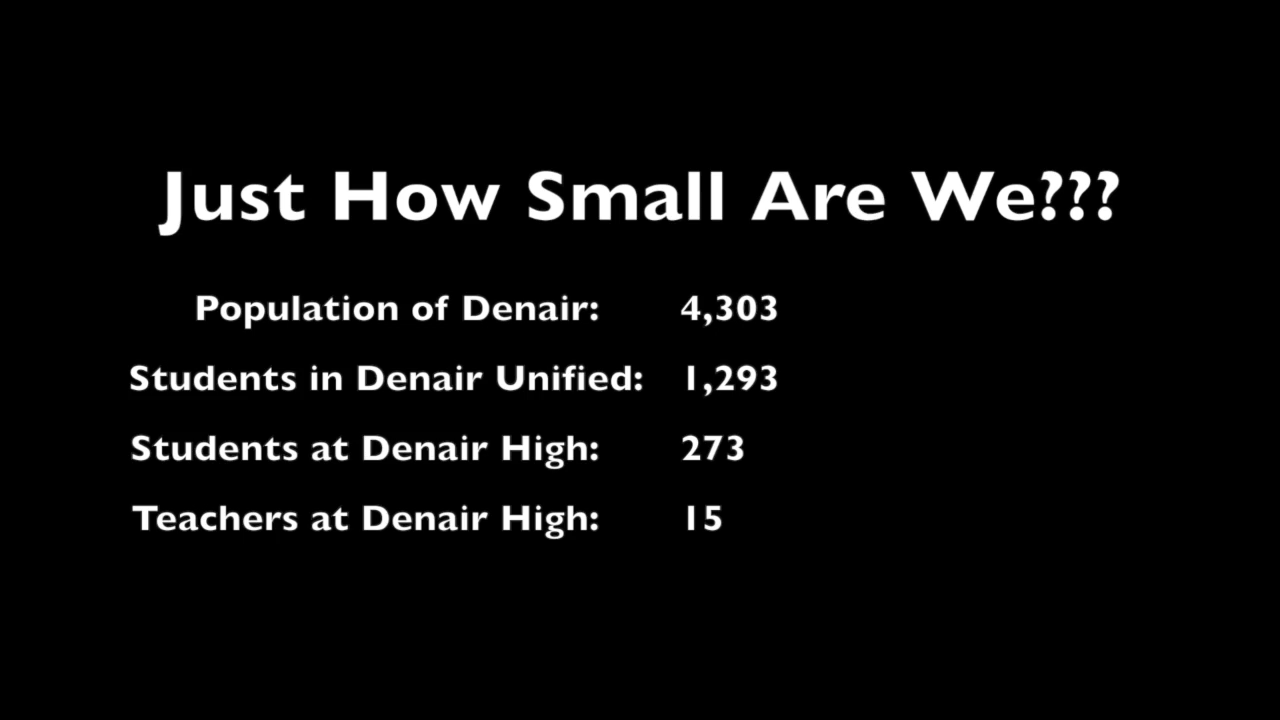 Just How Small Are We???
Population of Denair: 4,303
Students in Denair Unified: 1,293
Students at Denair High: 273
Teachers at Denair High: 15